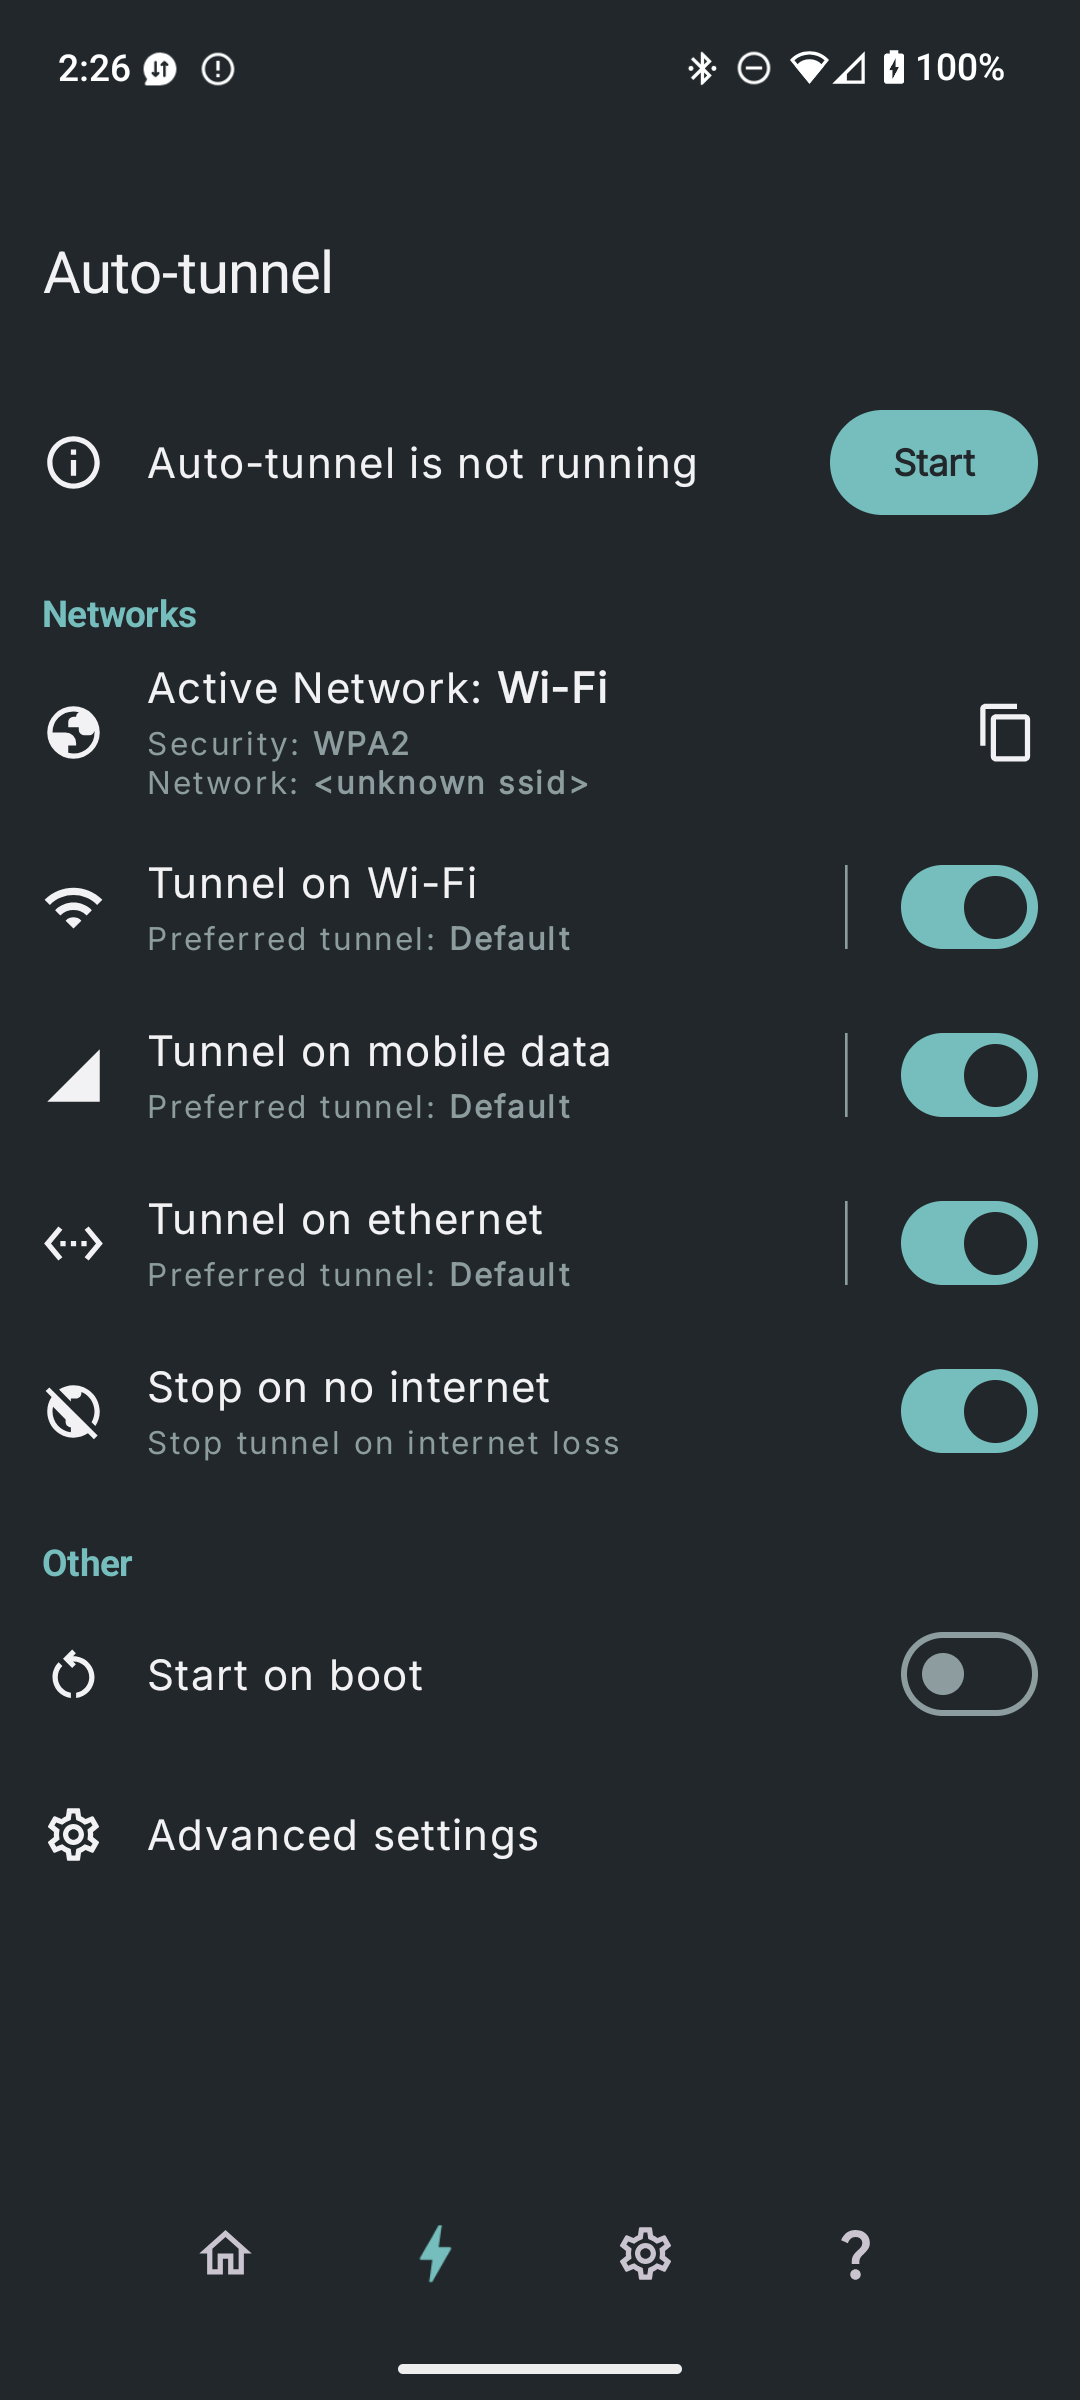 2:26
100%
Auto-tunnel
Auto-tunnel is not running
Start
Networks
Active Network: Wi-Fi
Security: WPA2
Network: <unknown ssid>
Tunnel on Wi-Fi
Preferred tunnel: Default
Tunnel on mobile data
Preferred tunnel: Default
Tunnel on ethernet
Preferred tunnel: Default
Stop on no internet
Stop tunnel on internet loss
Other
Start on boot
Advanced settings